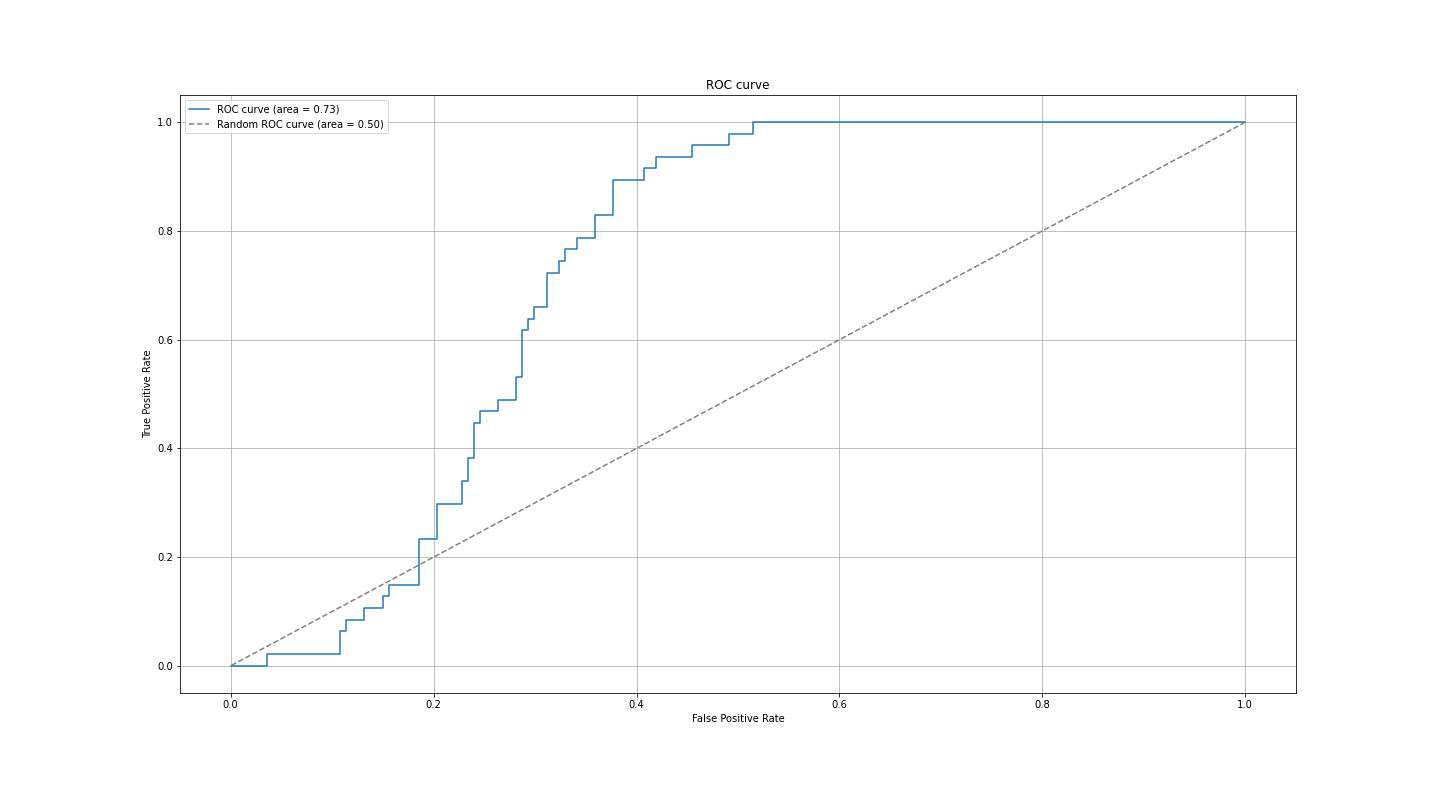 ROC curve
ROC curve (area = 0.73)
Random ROC curve (area = 0.50)
1.0
0.8
0.6
0.4
0.2
0.0
True Positive Rate
0.0 0.2 0.4 0.6 0.8 1.0
False Positive Rate